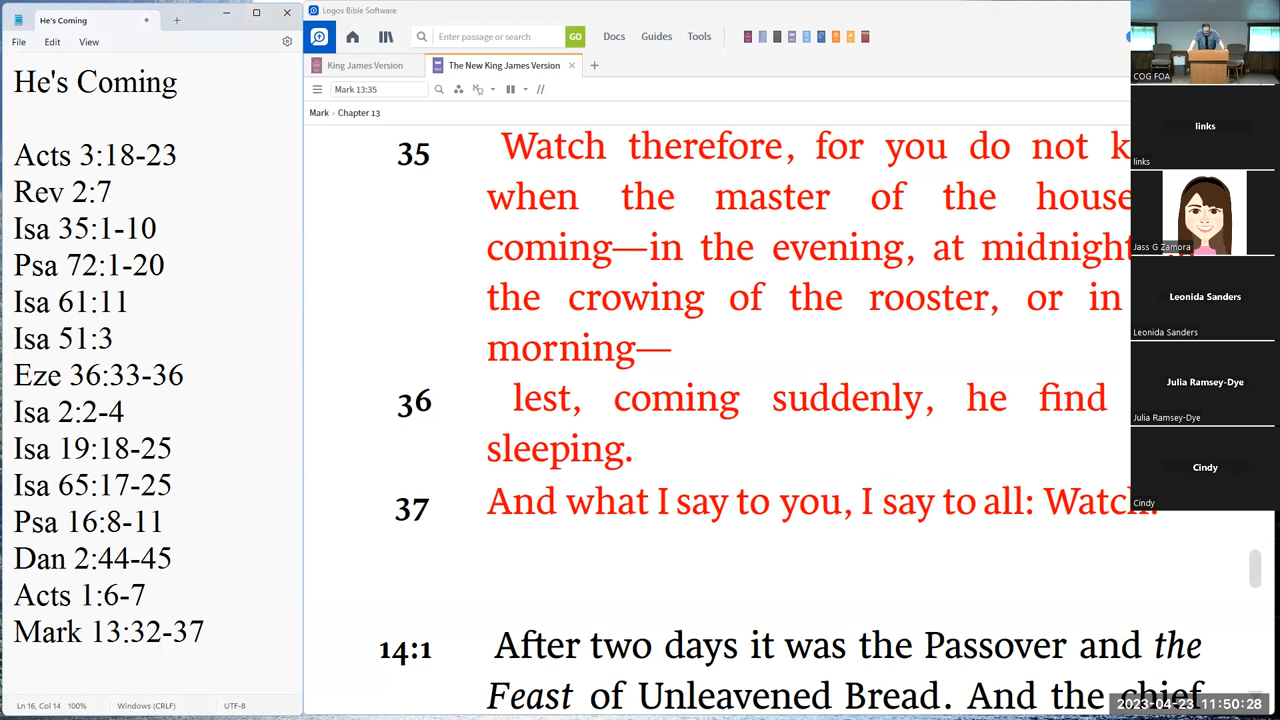 He's Coming
File Edit View
He's Coming
Acts 3:18-23
Rev 2:7
Isa 35:1-10
Psa 72:1-20
Isa 61:11
Isa 51:3
Eze 36:33-36
Isa 2:2-4
Isa 19:18-25
Isa 65:17-25
Psa 16:8-11
Dan 2:44-45
Acts 1:6-7
Mark 13:32-37
Ln 16, Col 14 100% Windows (CRLF) UTF-8
Logos Bible Software
Enter passage or search GO Docs Guides Tools
King James Version The New King James Version
Mark 13:35
Mark › Chapter 13
35 Watch therefore, for you do not k
when the master of the house
coming—in the evening, at midnight
the crowing of the rooster, or in
morning—
36 lest, coming suddenly, he find
sleeping.
37 And what I say to you, I say to all: Watch!
14:1 After two days it was the Passover and the
Feast of Unleavened Bread. And the chief
COG FOA
links
links
Jass G Zamora
Leonida Sanders
Leonida Sanders
Julia Ramsey-Dye
Julia Ramsey-Dye
Cindy
Cindy
2023-04-23 11:50:28